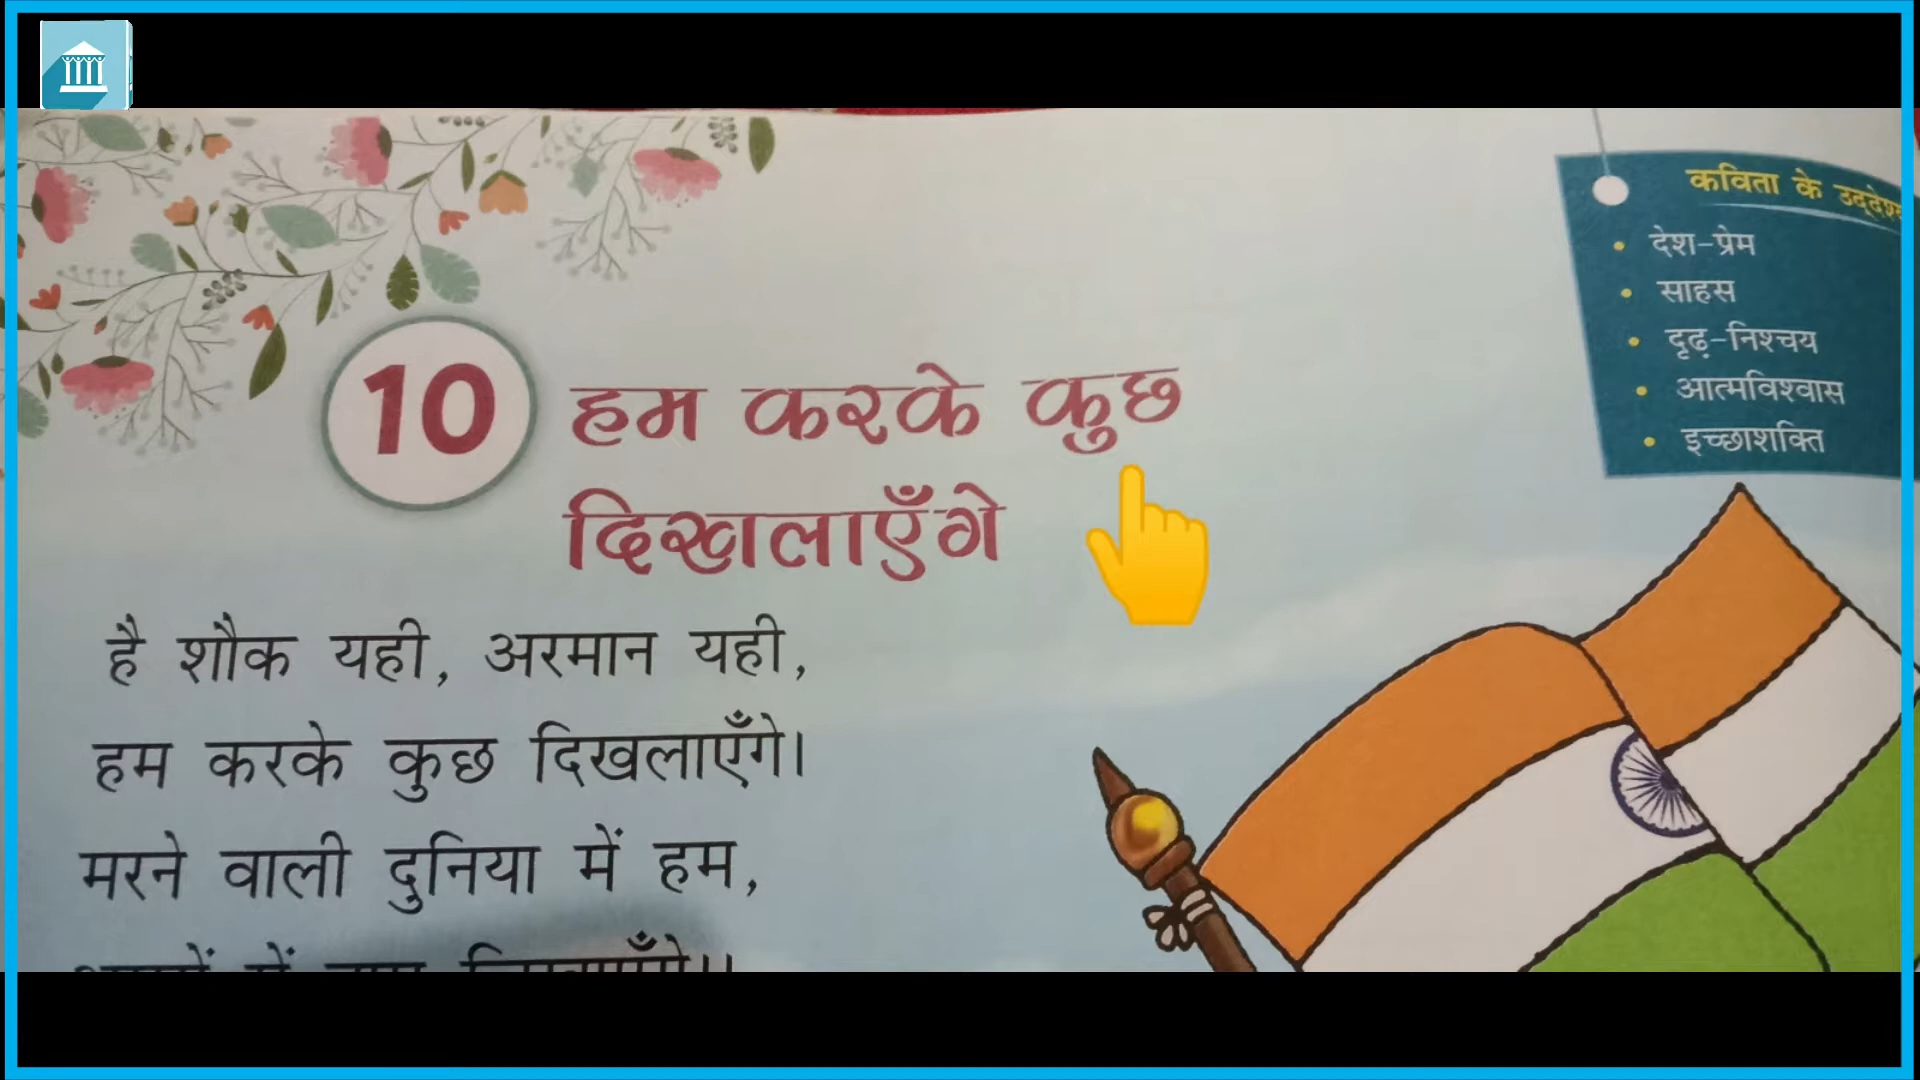 कविता के उद्देश्य
• देश-प्रेम
• साहस
• दृढ़-निश्चय
• आत्मविश्वास
• इच्छाशक्ति
10 हम करके कुछ
दिखलाएँगे
है शौक यही, अरमान यही,
हम करके कुछ दिखलाएँगे।
मरने वाली दुनिया में हम,